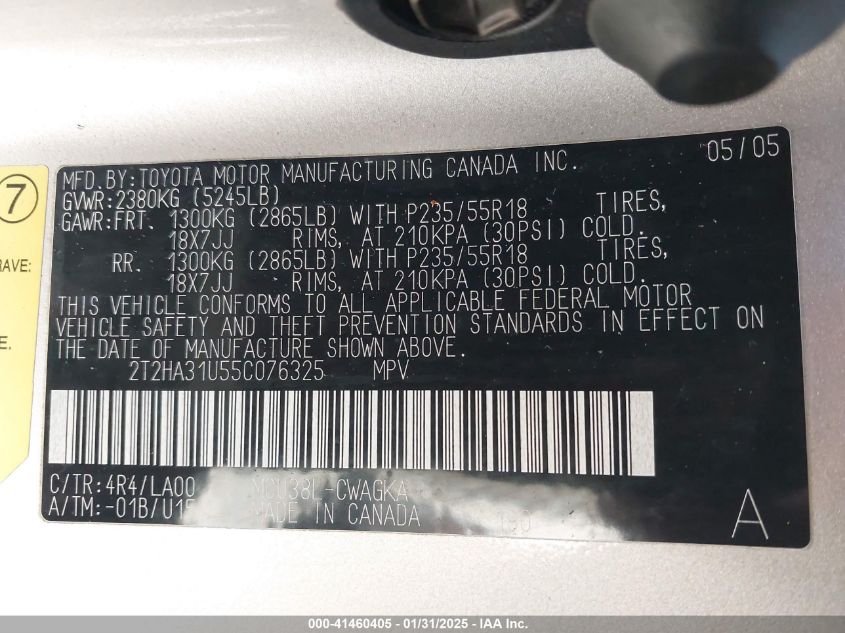 7
RAVE:
E.
MFD.BY:TOYOTA MOTOR MANUFACTURING CANADA INC. 05/05
GVWR:2380KG (5245LB)
GAWR:FRT. 1300KG (2865LB) WITH P235/55R18 TIRES,
18X7JJ RIMS, AT 210KPA (30PSI) COLD.
RR. 1300KG (2865LB) WITH P235/55R18 TIRES,
18X7JJ RIMS, AT 210KPA (30PSI) COLD.
THIS VEHICLE CONFORMS TO ALL APPLICABLE FEDERAL MOTOR
VEHICLE SAFETY AND THEFT PREVENTION STANDARDS IN EFFECT ON
THE DATE OF MANUFACTURE SHOWN ABOVE.
2T2HA31U55C076325 MPV
C/TR:4R4/LA00 MCU38L-CWAGKA
A/TM:-01B/U15 MADE IN CANADA A
000-41460405 - 01/31/2025 - IAA Inc.